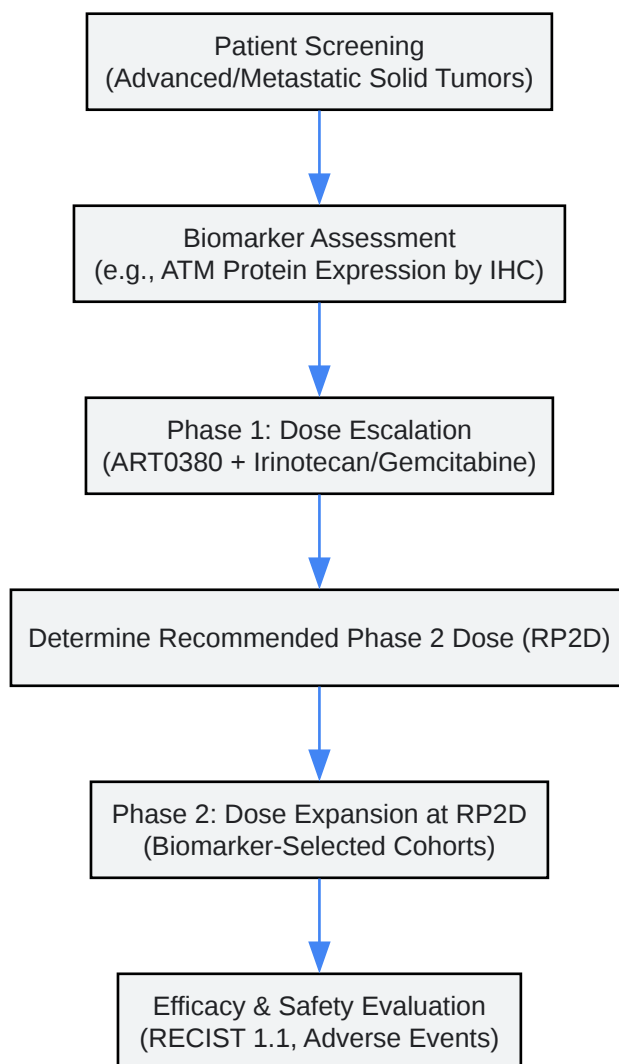 Patient Screening
(Advanced/Metastatic Solid Tumors)
Biomarker Assessment
(e.g., ATM Protein Expression by IHC)
Phase 1: Dose Escalation
(ART0380 + Irinotecan/Gemcitabine)
Determine Recommended Phase 2 Dose (RP2D)
Phase 2: Dose Expansion at RP2D
(Biomarker-Selected Cohorts)
Efficacy & Safety Evaluation
(RECIST 1.1, Adverse Events)